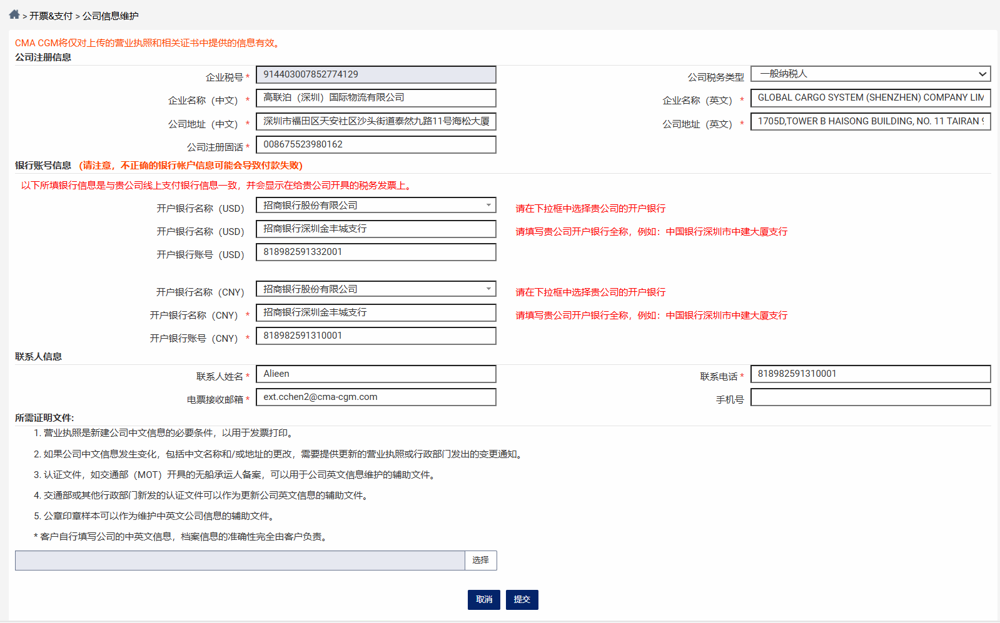 > 开票&支付 > 公司信息维护
CMA CGM将仅对上传的营业执照和相关证书中提供的信息有效。
公司注册信息
企业税号 * 914403007852774129 公司税务类型 一般纳税人
企业名称（中文） * 高联泊（深圳）国际物流有限公司 企业名称（英文） * GLOBAL CARGO SYSTEM (SHENZHEN) COMPANY LIM
公司地址（中文） * 深圳市福田区天安社区沙头街道泰然九路11号海松大厦 公司地址（英文） * 1705D,TOWER B HAISONG BUILDING, NO. 11 TAIRAN 9
公司注册固话 * 008675523980162
银行账号信息 （请注意，不正确的银行帐户信息可能会导致付款失败）
以下所填银行信息是与贵公司线上支付银行信息一致，并会显示在给贵公司开具的税务发票上。
开户银行名称（USD） 招商银行股份有限公司 请在下拉框中选择贵公司的开户银行
开户银行名称（USD） 招商银行深圳金丰城支行 请填写贵公司开户银行全称，例如：中国银行深圳市中建大厦支行
开户银行账号（USD） 818982591332001
开户银行名称（CNY） 招商银行股份有限公司 请在下拉框中选择贵公司的开户银行
开户银行名称（CNY） * 招商银行深圳金丰城支行 请填写贵公司开户银行全称，例如：中国银行深圳市中建大厦支行
开户银行账号（CNY） * 818982591310001
联系人信息
联系人姓名 * Alieen 联系电话 * 818982591310001
电票接收邮箱 * ext.cchen2@cma-cgm.com 手机号
所需证明文件:
1. 营业执照是新建公司中文信息的必要条件，以用于发票打印。
2. 如果公司中文信息发生变化，包括中文名称和/或地址的更改，需要提供更新的营业执照或行政部门发出的变更通知。
3. 认证文件，如交通部（MOT）开具的无船承运人备案，可以用于公司英文信息维护的辅助文件。
4. 交通部或其他行政部门新发的认证文件可以作为更新公司英文信息的辅助文件。
5. 公章印章样本可以作为维护中英文公司信息的辅助文件。
* 客户自行填写公司的中英文信息，档案信息的准确性完全由客户负责。
选择
取消 提交